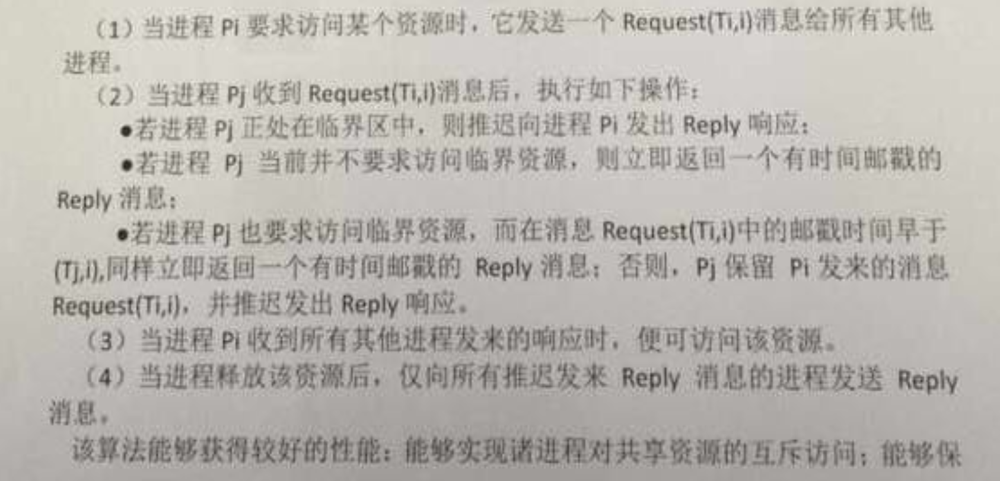 （1）当进程 Pi 要求访问某个资源时，它发送一个 Request(Ti,i)消息给所有其他
进程。
（2）当进程 Pj 收到 Request(Ti,i)消息后，执行如下操作：
●若进程 Pj 正处在临界区中，则推迟向进程 Pi 发出 Reply 响应；
●若进程 Pj 当前并不要求访问临界资源，则立即返回一个有时间邮戳的
Reply 消息；
●若进程 Pj 也要求访问临界资源，而在消息 Request(Ti,i)中的邮戳时间早于
(Tj,i),同样立即返回一个有时间邮戳的 Reply 消息；否则，Pj 保留 Pi 发来的消息
Request(Ti,i)，并推迟发出 Reply 响应。
（3）当进程 Pi 收到所有其他进程发来的响应时，便可访问该资源。
（4）当进程释放该资源后，仅向所有推迟发来 Reply 消息的进程发送 Reply
消息。
该算法能够获得较好的性能：能够实现诸进程对共享资源的互斥访问；能够保